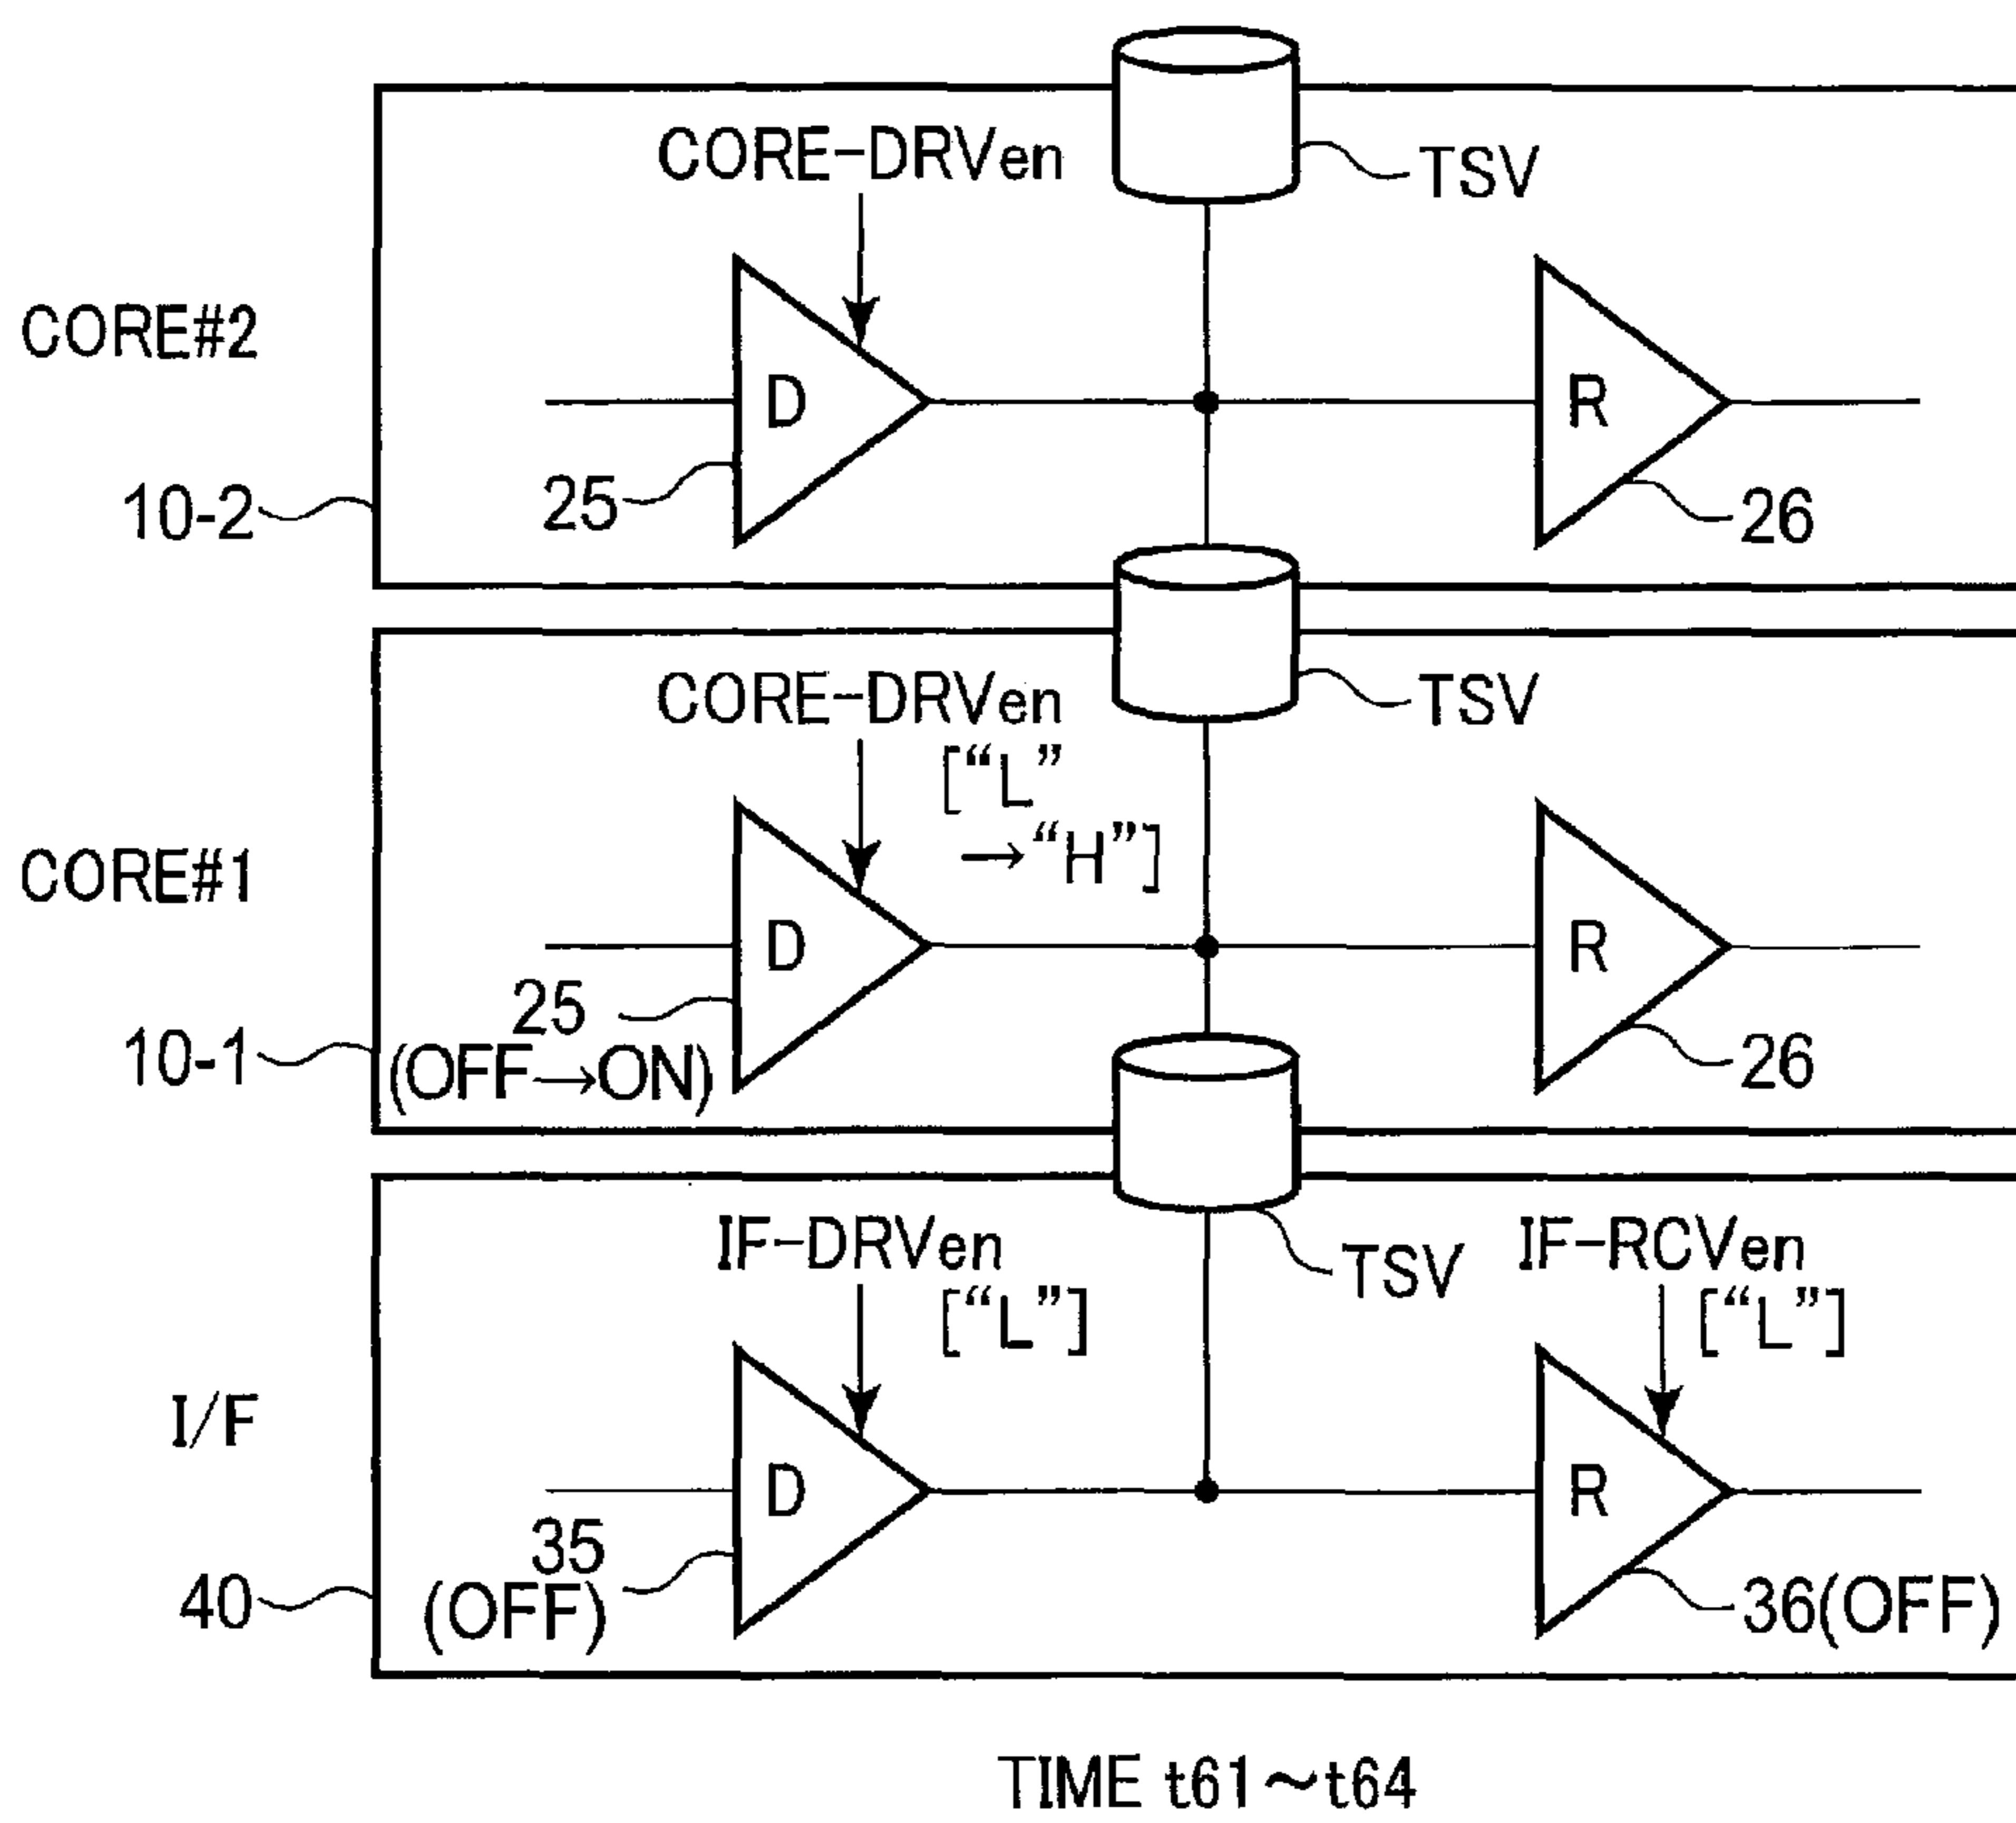 CORE-DRVen
TSV
CORE#2
D
R
25
26
10-2
CORE-DRVen
TSV
[“L”
→“H”]
CORE#1
D
R
25
(OFF→ON)
26
10-1
IF-DRVen
[“L”]
TSV
IF-RCVen
[“L”]
I/F
D
R
35
(OFF)
36(OFF)
40
TIME t61～t64